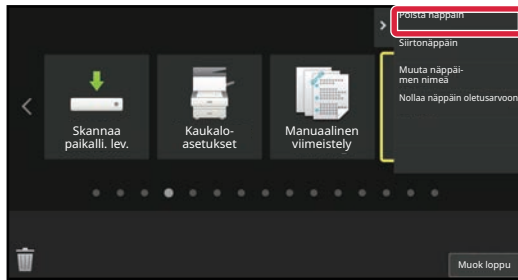 Poista näppäin
Siirtonäppäin
Muuta näppäi-
men nimeä
Nollaa näppäin oletusarvoon
Skannaa
paikalli. lev.
Kaukalo-
asetukset
Manuaalinen
viimeistely
Muok loppu